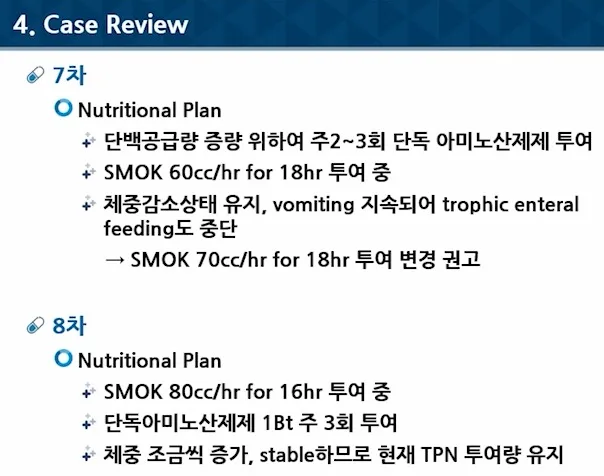 4. Case Review
7차
Nutritional Plan
단백공급량 증량 위하여 주2~3회 단독 아미노산제제 투여
SMOK 60cc/hr for 18hr 투여 중
체중감소상태 유지, vomiting 지속되어 trophic enteral
feeding도 중단
→ SMOK 70cc/hr for 18hr 투여 변경 권고
8차
Nutritional Plan
SMOK 80cc/hr for 16hr 투여 중
단독아미노산제제 1Bt 주 3회 투여
체중 조금씩 증가, stable하므로 현재 TPN 투여량 유지